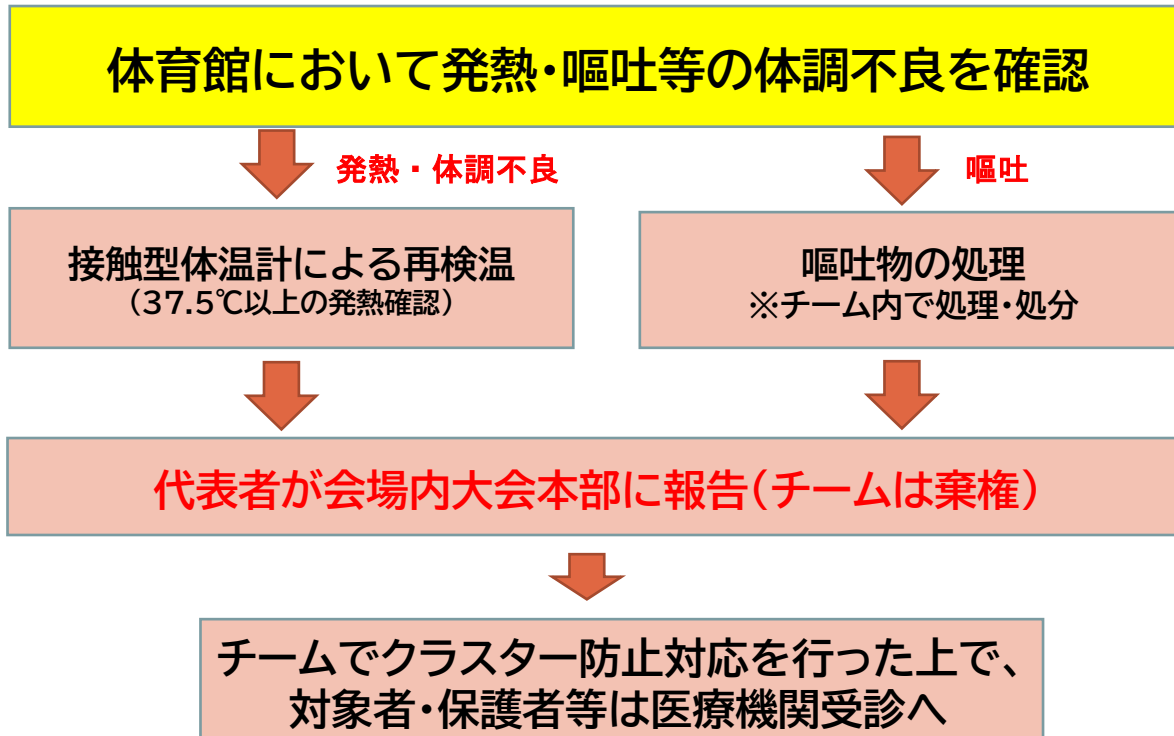 体育館において発熱・嘔吐等の体調不良を確認
発熱・体調不良
嘔吐
接触型体温計による再検温
(37.5℃以上の発熱確認)
嘔吐物の処理
※チーム内で処理・処分
代表者が会場内大会本部に報告(チームは棄権)
チームでクラスター防止対応を行った上で、
対象者・保護者等は医療機関受診へ